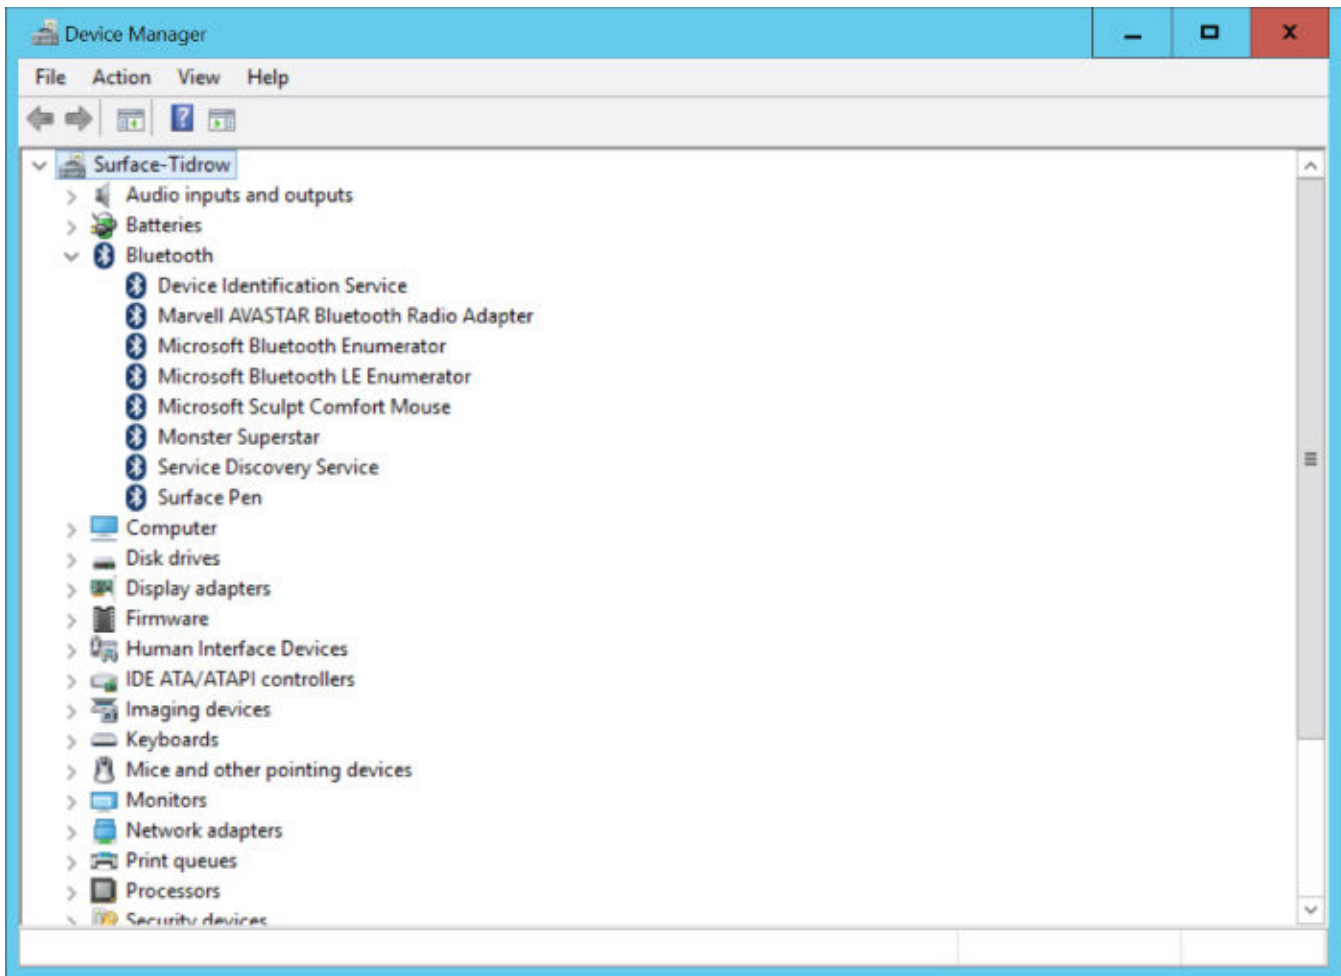 Device Manager
File Action View Help
Surface-Tidrow
Audio inputs and outputs
Batteries
Bluetooth
Device Identification Service
Marvell AVASTAR Bluetooth Radio Adapter
Microsoft Bluetooth Enumerator
Microsoft Bluetooth LE Enumerator
Microsoft Sculpt Comfort Mouse
Monster Superstar
Service Discovery Service
Surface Pen
Computer
Disk drives
Display adapters
Firmware
Human Interface Devices
IDE ATA/ATAPI controllers
Imaging devices
Keyboards
Mice and other pointing devices
Monitors
Network adapters
Print queues
Processors
Security devices